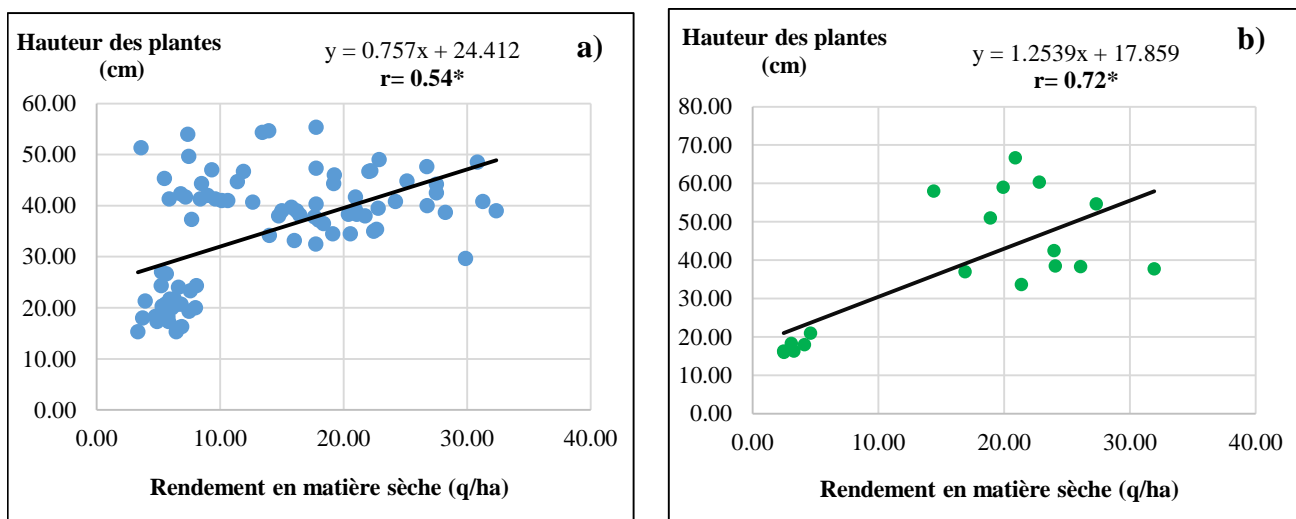 Hauteur des plantes
(cm)
y = 0.757x + 24.412
r= 0.54*
a)
60.00
50.00
40.00
30.00
20.00
10.00
0.00
0.00 10.00 20.00 30.00 40.00
Rendement en matière sèche (q/ha)
Hauteur des plantes
(cm)
y = 1.2539x + 17.859
r= 0.72*
b)
80.00
70.00
60.00
50.00
40.00
30.00
20.00
10.00
0.00
0.00 10.00 20.00 30.00 40.00
Rendement en matière sèche (q/ha)